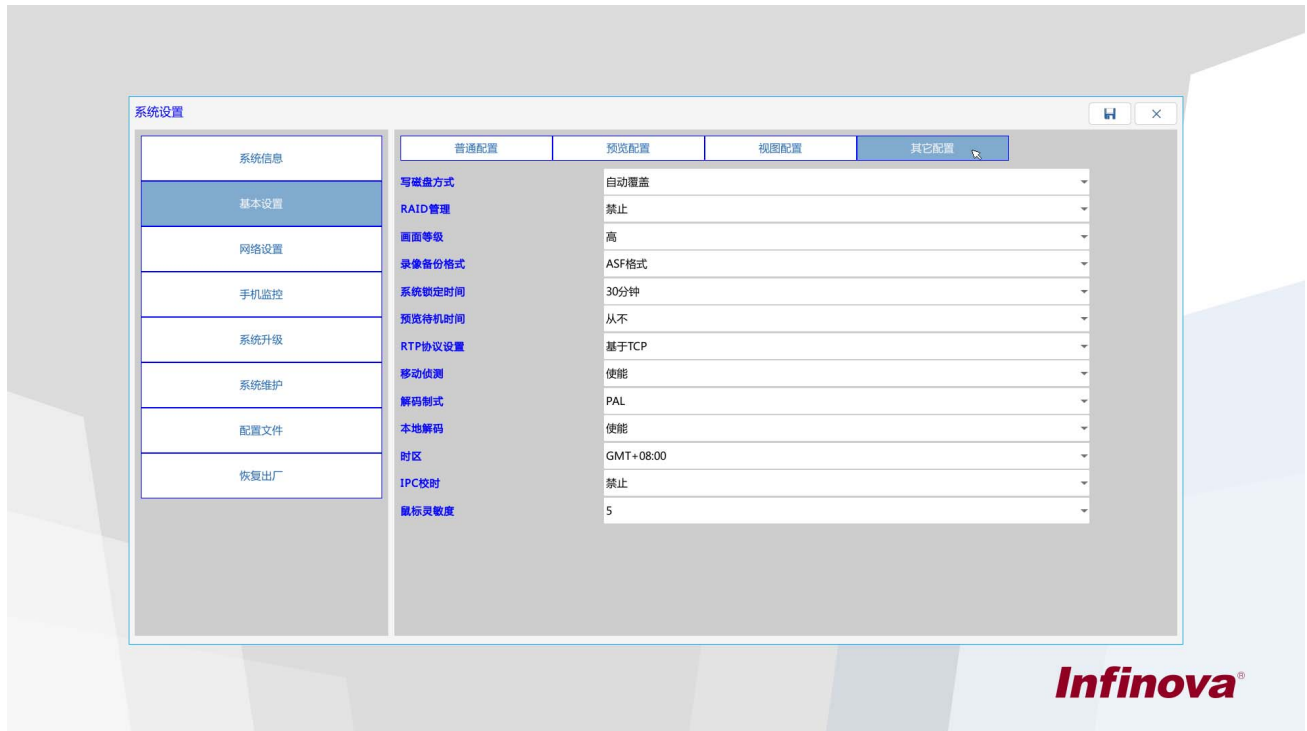 系统设置
系统信息
基本设置
网络设置
手机监控
系统升级
系统维护
配置文件
恢复出厂
普通配置 预览配置 视图配置 其它配置
写磁盘方式 自动覆盖
RAID管理 禁止
画面等级 高
录像备份格式 ASF格式
系统锁定时间 30分钟
预览待机时间 从不
RTP协议设置 基于TCP
移动侦测 使能
解码制式 PAL
本地解码 使能
时区 GMT+08:00
IPC校时 禁止
鼠标灵敏度 5
Infinova®